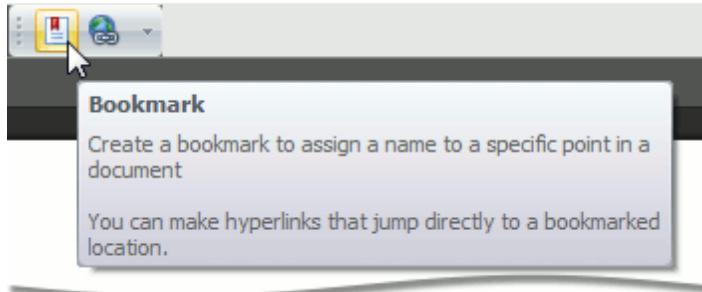 Bookmark
Create a bookmark to assign a name to a specific point in a
document
You can make hyperlinks that jump directly to a bookmarked
location.